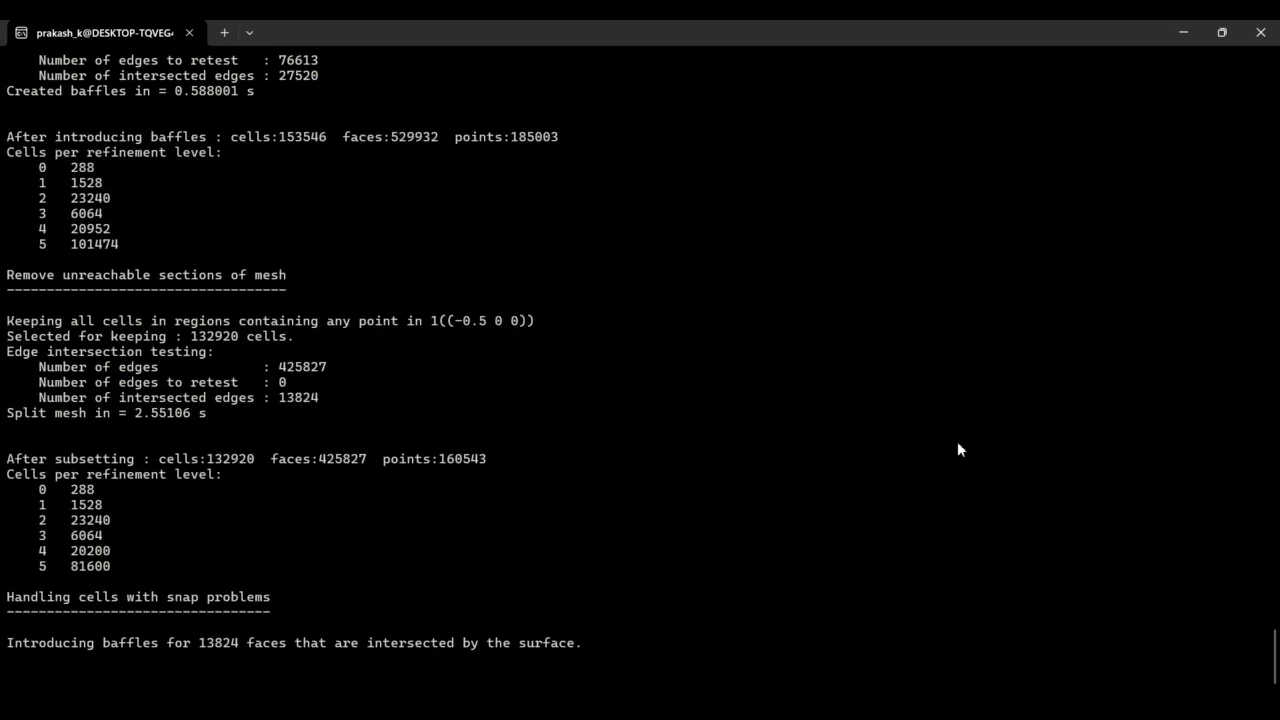 prakash_k@DESKTOP-TQVEG4
Number of edges to retest : 76613
Number of intersected edges : 27520
Created baffles in = 0.588001 s
After introducing baffles : cells:153546 faces:529932 points:185003
Cells per refinement level:
0 288
1 1528
2 23240
3 6064
4 20952
5 101474
Remove unreachable sections of mesh
-----------------------------------
Keeping all cells in regions containing any point in 1((-0.5 0 0))
Selected for keeping : 132920 cells.
Edge intersection testing:
Number of edges : 425827
Number of edges to retest : 0
Number of intersected edges : 13824
Split mesh in = 2.55106 s
After subsetting : cells:132920 faces:425827 points:160543
Cells per refinement level:
0 288
1 1528
2 23240
3 6064
4 20200
5 81600
Handling cells with snap problems
---------------------------------
Introducing baffles for 13824 faces that are intersected by the surface.